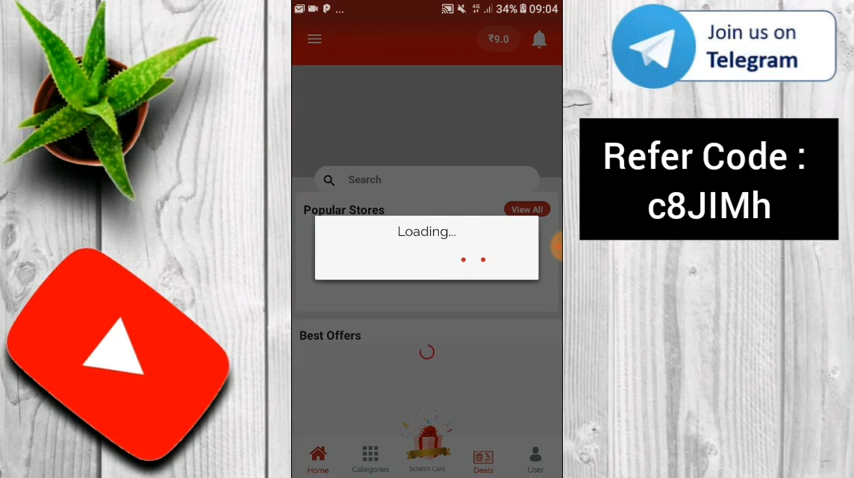 ... 34% 09:04
₹9.0
Search
Popular Stores
View All
Loading...
Best Offers
Home
Categories
Scratch Card
Deals
User
Join us on
Telegram
Refer Code :
c8JIMh